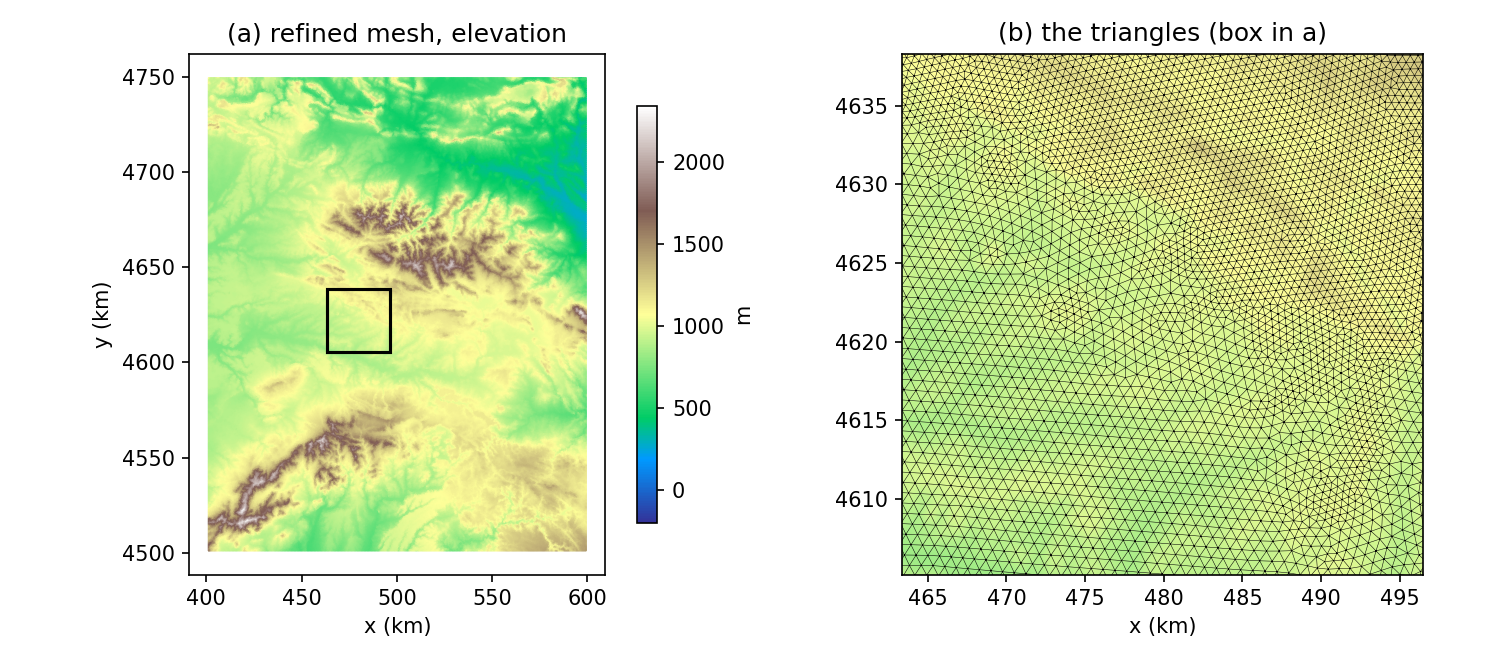 (a) refined mesh, elevation
4750
4700
4650
4600
4550
4500
y (km)
400 450 500 550 600
x (km)
2000
1500
1000
500
0
m
(b) the triangles (box in a)
4635
4630
4625
4620
4615
4610
465 470 475 480 485 490 495
x (km)